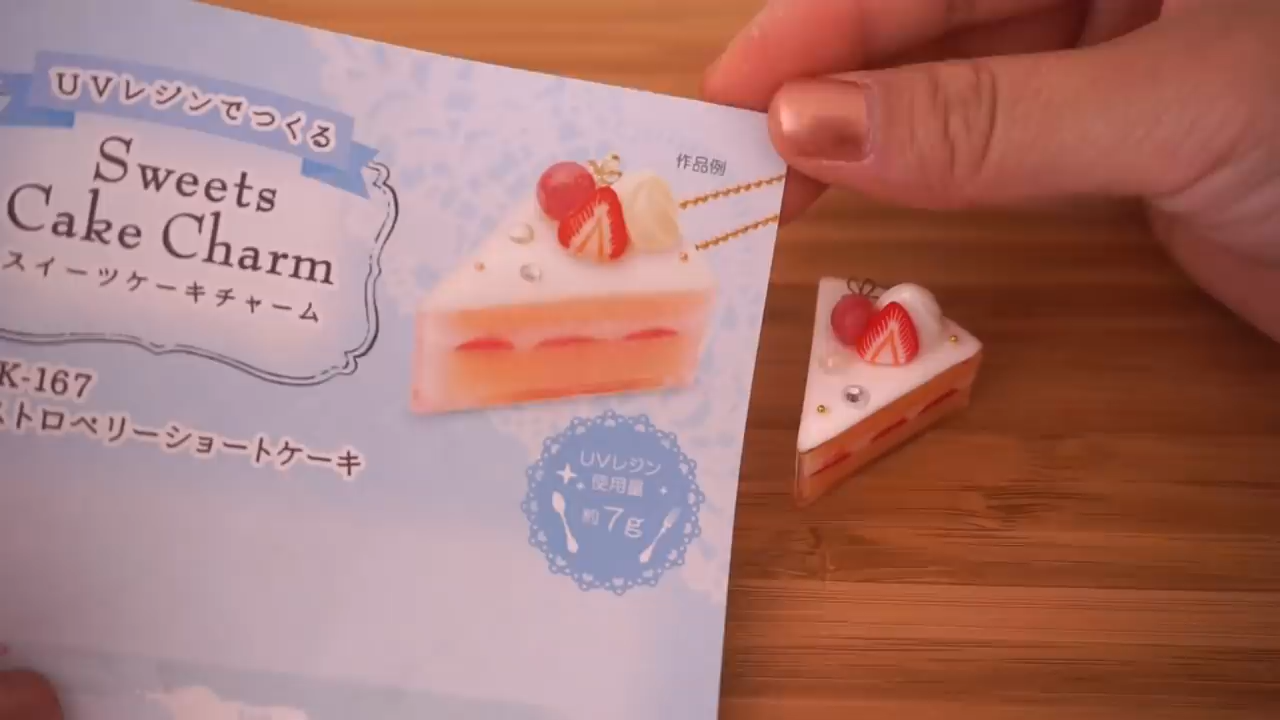 UVレジンでつくる
Sweets
Cake Charm
スイーツケーキチャーム
K-167
ストロベリーショートケーキ
作品例
UVレジン
使用量
約7g